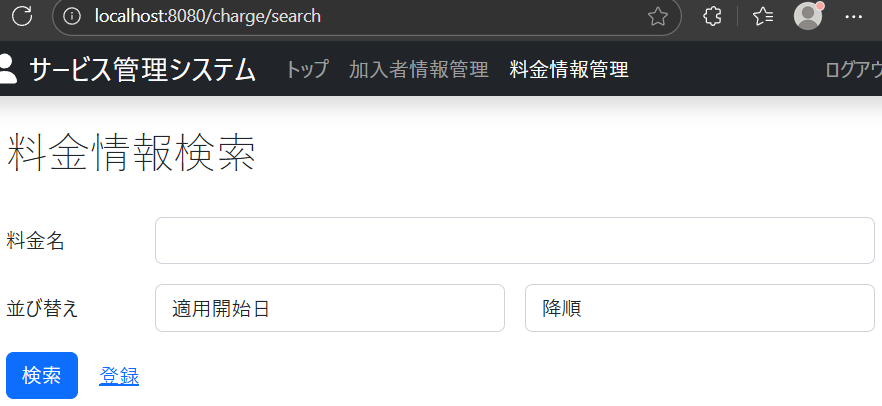 localhost:8080/charge/search
サービス管理システム トップ 加入者情報管理 料金情報管理 ログアウ
料金情報検索
料金名
並び替え 適用開始日 降順
検索 登録